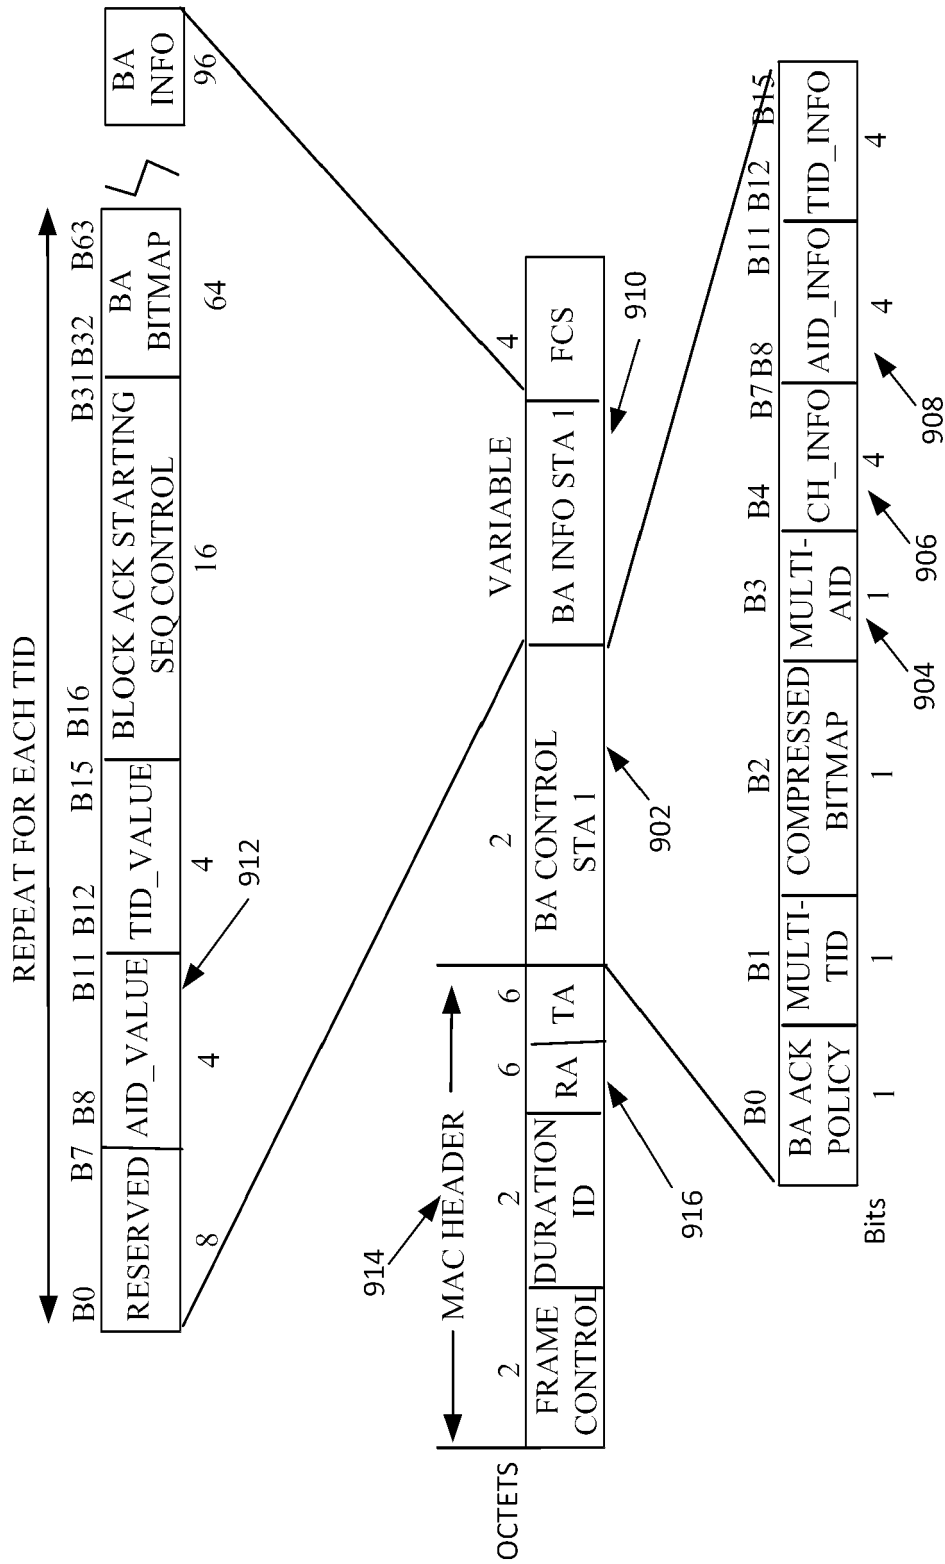 REPEAT FOR EACH TID
B0 B7 B8 B11 B12 B15 B16 B31 B32 B63
RESERVED
AID_VALUE
TID_VALUE
BLOCK ACK STARTING
SEQ CONTROL
BA
BITMAP
BA
INFO
8 4 4 16 64 96
912
914
MAC HEADER
OCTETS
2 2 6 6 2 VARIABLE 4
FRAME
CONTROL
DURATION
ID
RA
TA
BA CONTROL
STA 1
BA INFO STA 1
FCS
916
902
910
B0 B1 B2 B3 B4 B7 B8 B11 B12 B15
BA ACK
POLICY
MULTI-
TID
COMPRESSED
BITMAP
MULTI-
AID
CH_INFO
AID_INFO
TID_INFO
Bits
1 1 1 1 4 4 4
904
906
908